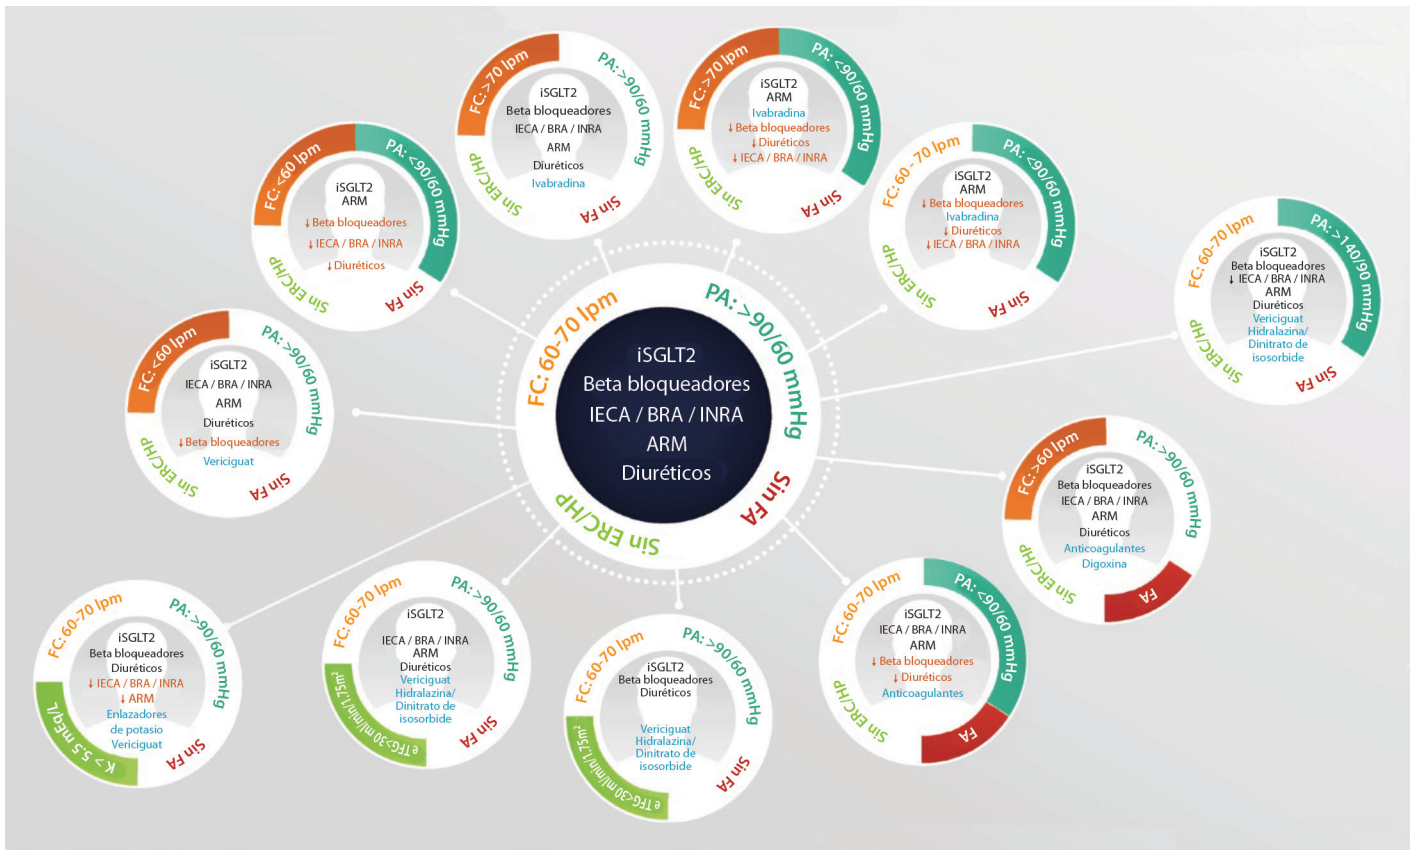 FC: 60-70 lpm
PA: >90/60 mmHg
Sin FA
Sin ERC/HP
iSGLT2
Beta bloqueadores
IECA / BRA / INRA
ARM
Diuréticos
FC: >70 lpm
PA: >90/60 mmHg
Sin FA
Sin ERC/HP
iSGLT2
Beta bloqueadores
IECA / BRA / INRA
ARM
Diuréticos
Ivabradina
FC: >70 lpm
PA: <90/60 mmHg
Sin FA
Sin ERC/HP
iSGLT2
ARM
Ivabradina
↓ Beta bloqueadores
↓ Diuréticos
↓ IECA / BRA / INRA
FC: 60 - 70 lpm
PA: <90/60 mmHg
Sin FA
Sin ERC/HP
iSGLT2
ARM
↓ Beta bloqueadores
Ivabradina
↓ Diuréticos
↓ IECA / BRA / INRA
FC: 60-70 lpm
PA: >140/90 mmHg
Sin FA
Sin ERC/HP
iSGLT2
Beta bloqueadores
↓ IECA / BRA / INRA
ARM
Diuréticos
Vericiguat
Hidralazina/
Dinitrato de
isosorbide
FC: >60 lpm
PA: >90/60 mmHg
FA
Sin ERC/HP
iSGLT2
Beta bloqueadores
IECA / BRA / INRA
ARM
Diuréticos
Anticoagulantes
Digoxina
FC: 60-70 lpm
PA: <90/60 mmHg
FA
Sin ERC/HP
iSGLT2
IECA / BRA / INRA
ARM
↓ Beta bloqueadores
↓ Diuréticos
Anticoagulantes
FC: 60-70 lpm
PA: >90/60 mmHg
Sin FA
e TFG<30 ml/min/1.75m²
iSGLT2
Beta bloqueadores
Diuréticos
Vericiguat
Hidralazina/
Dinitrato de
isosorbide
FC: 60-70 lpm
PA: >90/60 mmHg
Sin FA
e TFG>30 ml/min/1.75m²
iSGLT2
IECA / BRA / INRA
ARM
Diuréticos
Vericiguat
Hidralazina/
Dinitrato de
isosorbide
FC: 60-70 lpm
PA: >90/60 mmHg
Sin FA
K > 5.5 mEq/L
iSGLT2
Beta bloqueadores
Diuréticos
↓ IECA / BRA / INRA
↓ ARM
Enlazadores
de potasio
Vericiguat
FC: <60 lpm
PA: >90/60 mmHg
Sin FA
Sin ERC/HP
iSGLT2
IECA / BRA / INRA
ARM
Diuréticos
↓ Beta bloqueadores
Vericiguat
FC: <60 lpm
PA: <90/60 mmHg
Sin FA
Sin ERC/HP
iSGLT2
ARM
↓ Beta bloqueadores
↓ IECA / BRA / INRA
↓ Diuréticos